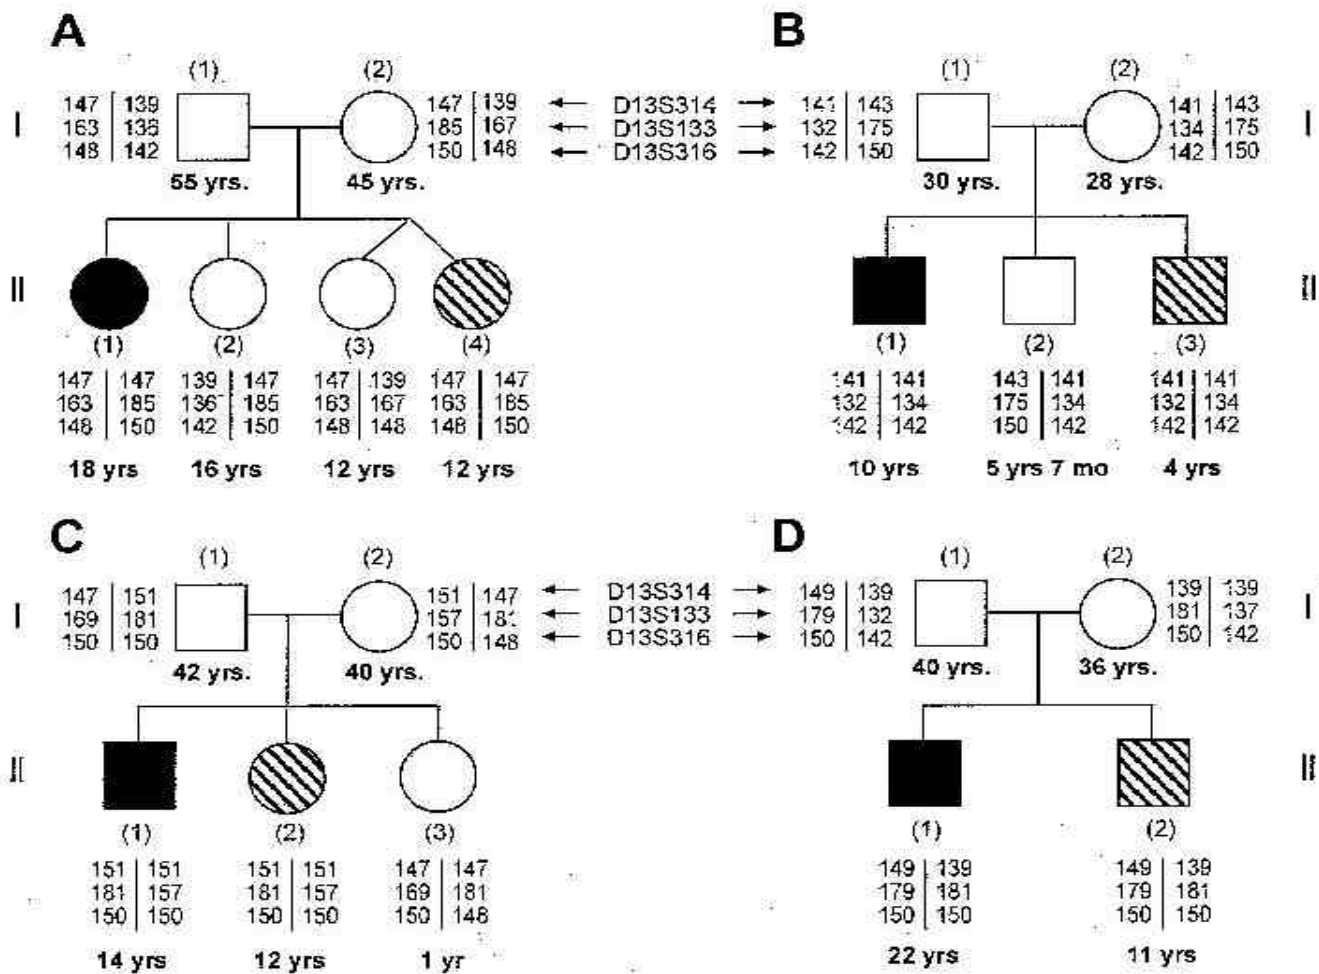 A
B
(1) (2) (1) (2)
I 147 139 147 139 ← D13S314 → 141 143 141 143 I
163 136 185 167 ← D13S133 → 132 175 134 175
148 142 150 148 ← D13S316 → 142 150 142 150
55 yrs. 45 yrs. 30 yrs. 28 yrs.
II II
(1) (2) (3) (4) (1) (2) (3)
147 147 139 147 147 139 147 147 141 141 143 141 141 141
163 185 136 185 163 167 163 185 132 134 175 134 132 134
148 150 142 150 148 148 148 150 142 142 150 142 142 142
18 yrs 16 yrs 12 yrs 12 yrs 10 yrs 5 yrs 7 mo 4 yrs
C
D
(1) (2) (1) (2)
I 147 151 151 147 ← D13S314 → 149 139 139 139 I
169 181 157 181 ← D13S133 → 179 132 181 137
150 150 150 148 ← D13S316 → 150 142 150 142
42 yrs. 40 yrs. 40 yrs. 36 yrs.
II II
(1) (2) (3) (1) (2)
151 151 151 151 147 147 149 139 149 139
181 157 181 157 169 181 179 181 179 181
150 150 150 150 150 148 150 150 150 150
14 yrs 12 yrs 1 yr 22 yrs 11 yrs